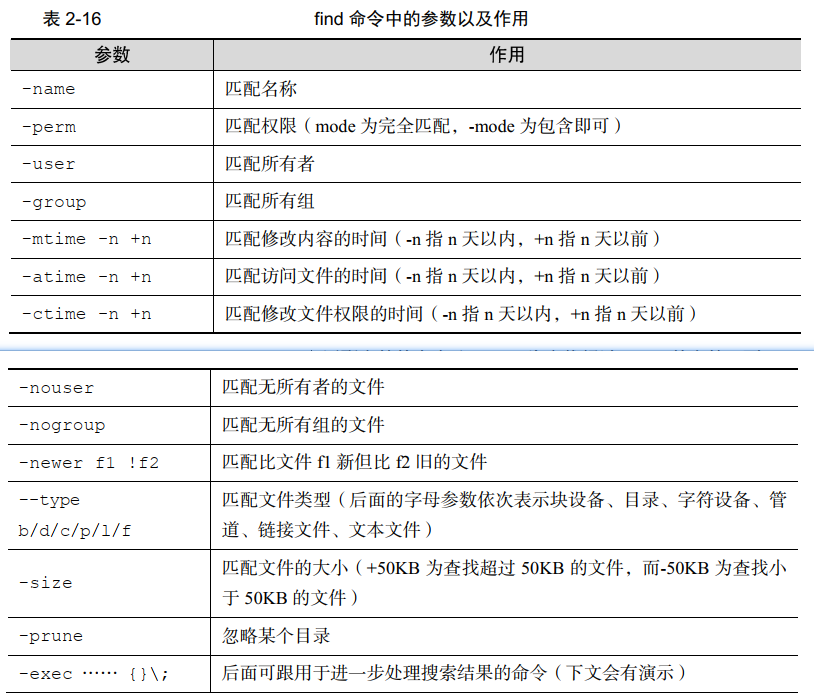 表 2-16 find 命令中的参数以及作用
参数 作用
-name 匹配名称
-perm 匹配权限（mode 为完全匹配，-mode 为包含即可）
-user 匹配所有者
-group 匹配所有组
-mtime -n +n 匹配修改内容的时间（-n 指 n 天以内，+n 指 n 天以前）
-atime -n +n 匹配访问文件的时间（-n 指 n 天以内，+n 指 n 天以前）
-ctime -n +n 匹配修改文件权限的时间（-n 指 n 天以内，+n 指 n 天以前）
-nouser 匹配无所有者的文件
-nogroup 匹配无所有组的文件
-newer f1 !f2 匹配比文件 f1 新但比 f2 旧的文件
--type
b/d/c/p/l/f
匹配文件类型（后面的字母参数依次表示块设备、目录、字符设备、管
道、链接文件、文本文件）
-size
匹配文件的大小（+50KB 为查找超过 50KB 的文件，而-50KB 为查找小
于 50KB 的文件）
-prune 忽略某个目录
-exec …… {}\; 后面可跟用于进一步处理搜索结果的命令（下文会有演示）